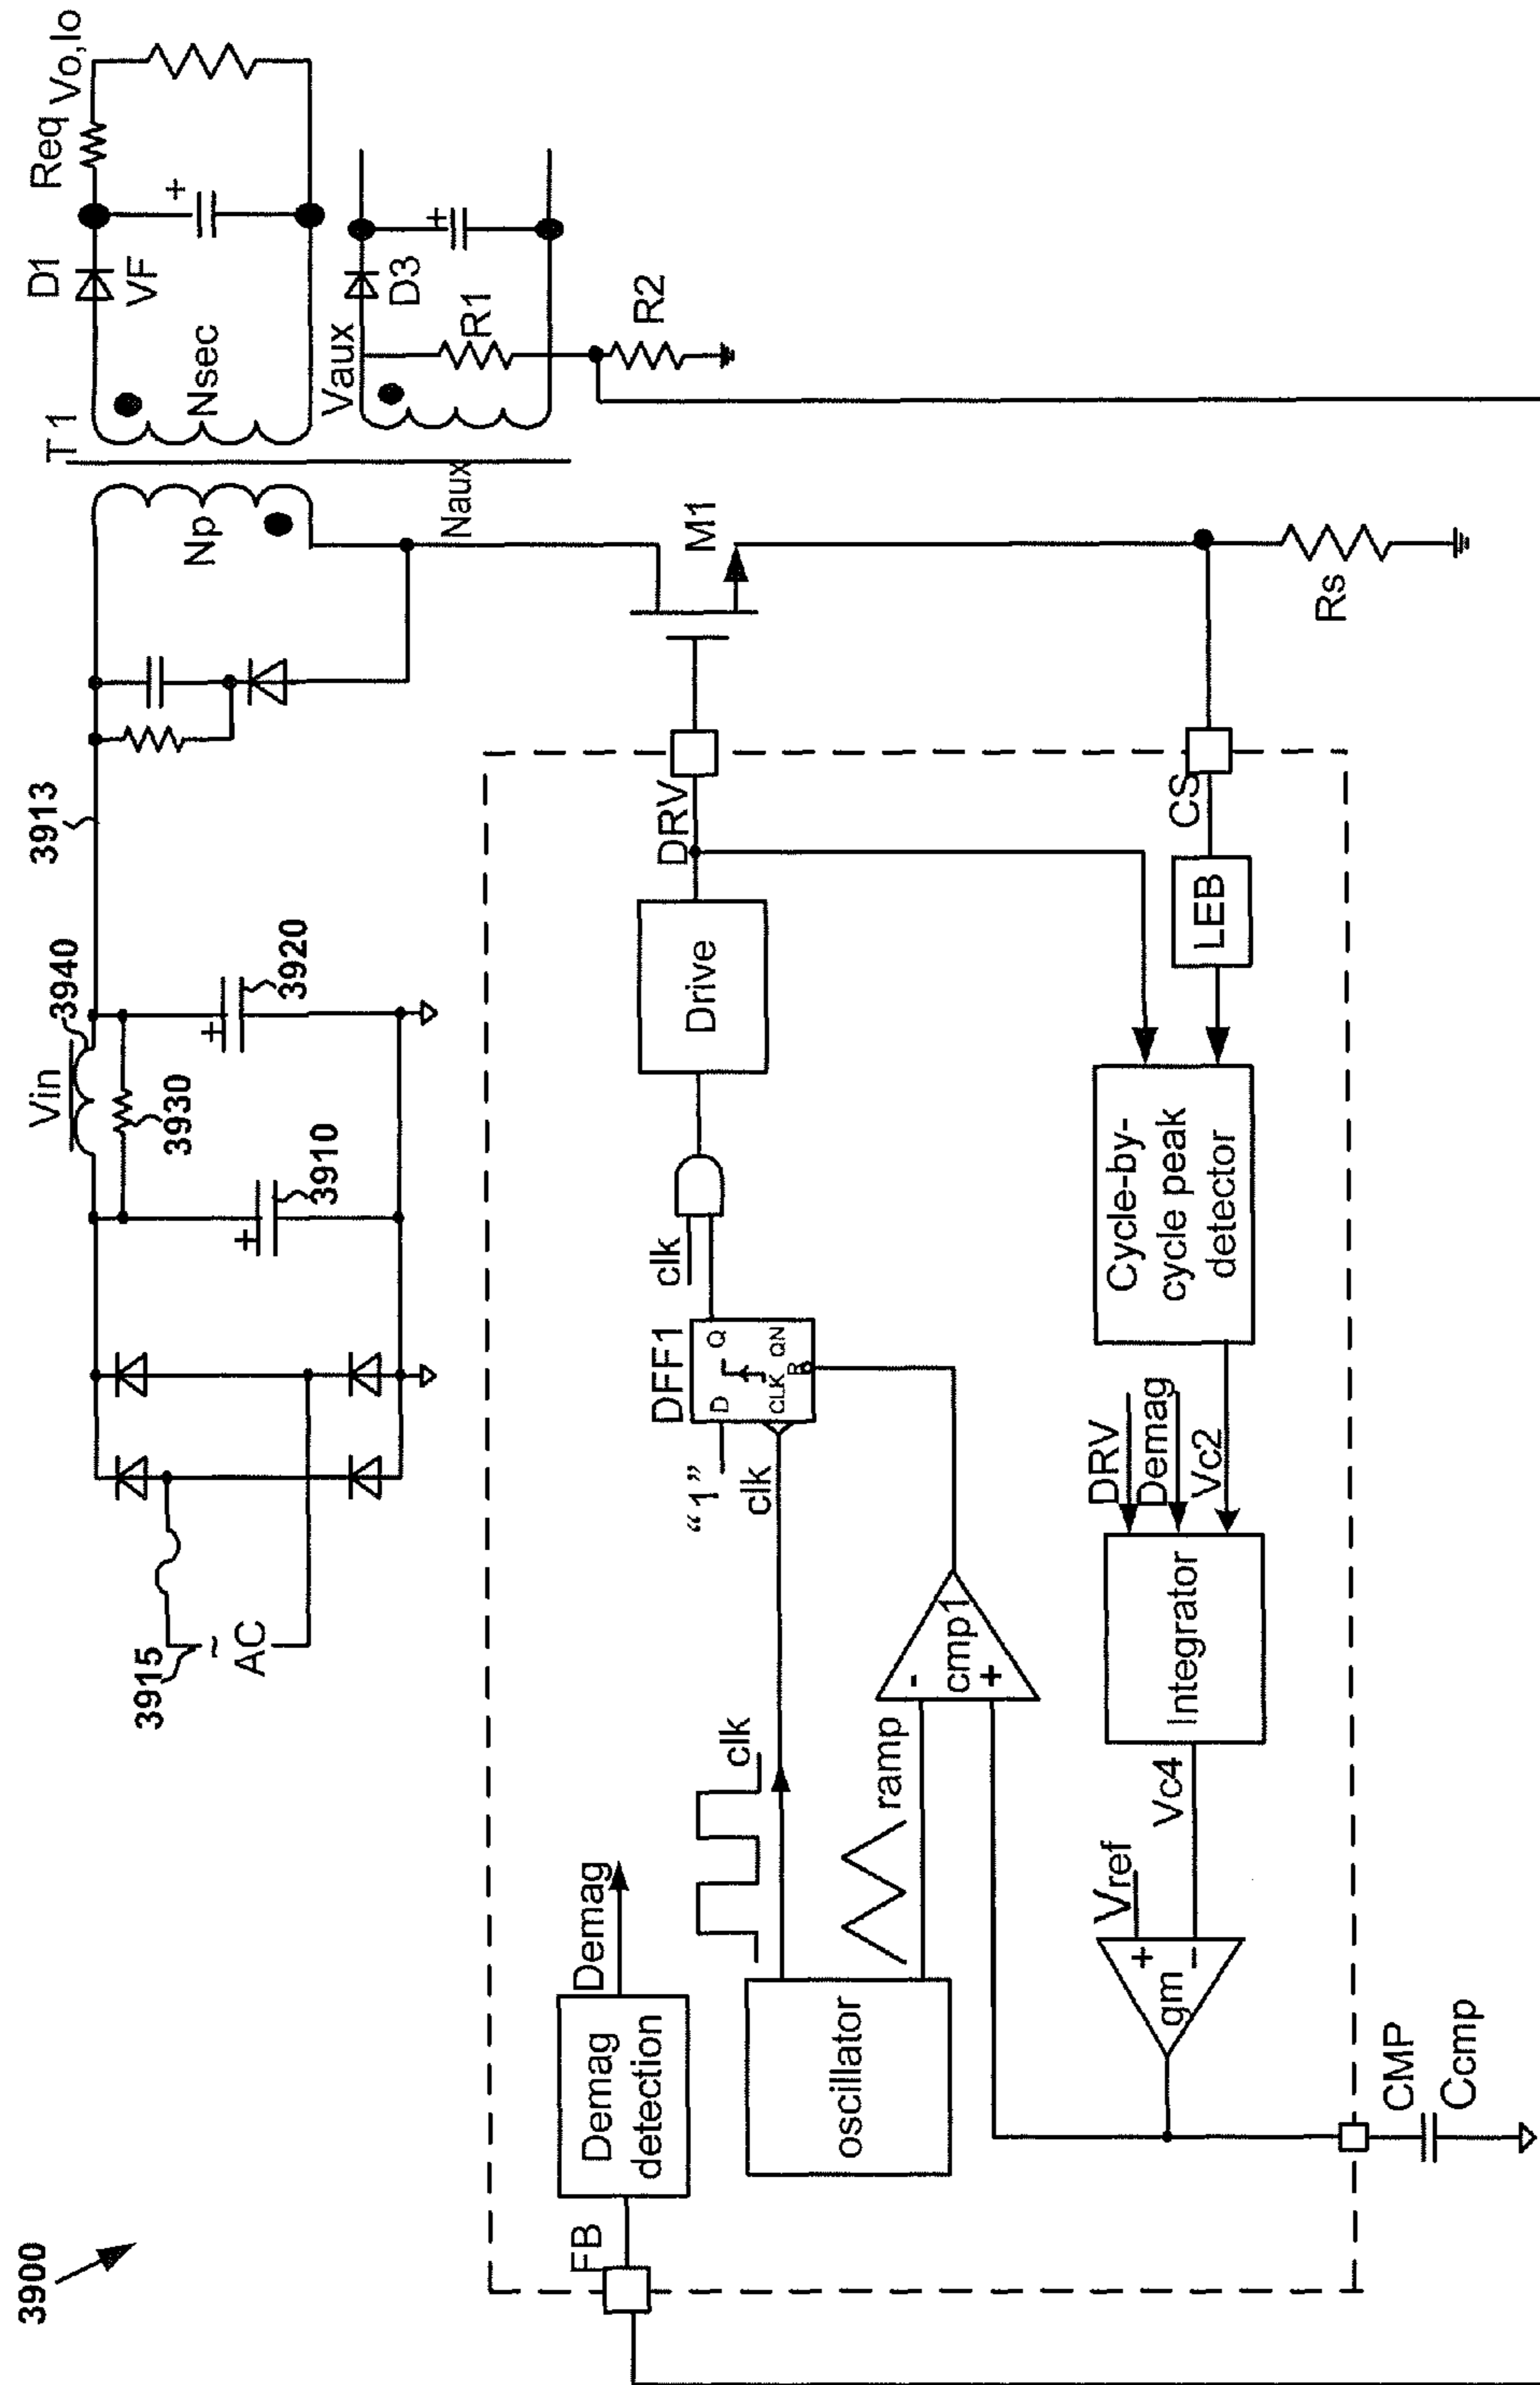 3900
3915
~
AC
3910
+
3930
Vin
3940
3920
+
3913
Np
Naux
T1
Nsec
D1
VF
Req
Vo,Io
+
Vaux
D3
+
R1
R2
M1
Rs
FB
Demag
detection
Demag
oscillator
clk
ramp
-
cmp1
+
"1"
clk
DFF1
D
Q
CLK
QN
R
clk
Drive
DRV
CS
LEB
Cycle-by-
cycle peak
detector
DRV
Demag
Vc2
Integrator
Vc4
Vref
+
-
gm
CMP
Ccmp